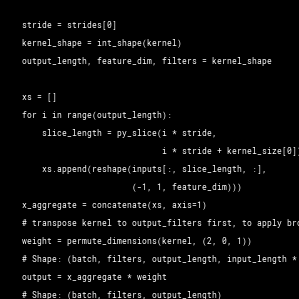 stride = strides[0]
kernel_shape = int_shape(kernel)
output_length, feature_dim, filters = kernel_shape
xs = []
for i in range(output_length):
slice_length = py_slice(i * stride,
i * stride + kernel_size[0])
xs.append(reshape(inputs[:, slice_length, :],
(-1, 1, feature_dim)))
x_aggregate = concatenate(xs, axis=1)
# transpose kernel to output_filters first, to apply bro
weight = permute_dimensions(kernel, (2, 0, 1))
# Shape: (batch, filters, output_length, input_length *
output = x_aggregate * weight
# Shape: (batch, filters, output_length)